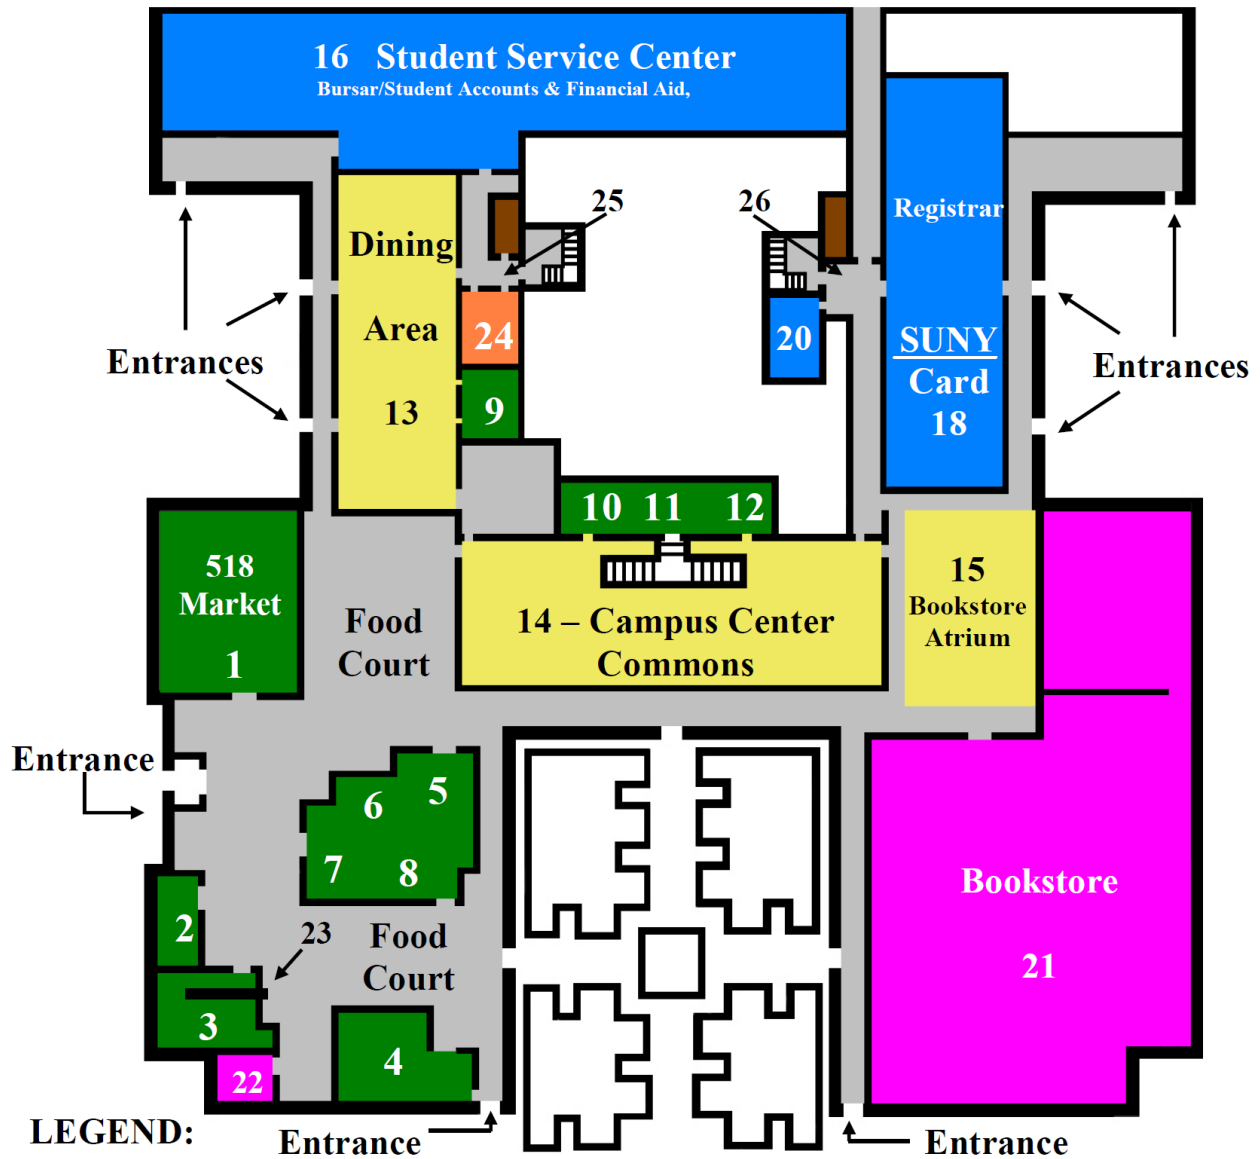 16 Student Service Center
Bursar/Student Accounts & Financial Aid,
25
26
Registrar
Dining
Area
13
24
9
20
SUNY
Card
18
Entrances
Entrances
10 11 12
518
Market
1
Food
Court
14 – Campus Center
Commons
15
Bookstore
Atrium
Entrance
5
6
7
8
2
23
Food
Court
3
4
22
Bookstore
21
LEGEND:
Entrance
Entrance